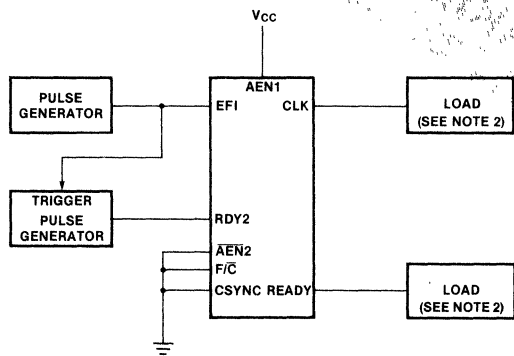 VCC
AEN1
PULSE
GENERATOR
EFI
CLK
LOAD
(SEE NOTE 2)
TRIGGER
PULSE
GENERATOR
RDY2
A̅E̅N̅2
F/C̅
CSYNC READY
LOAD
(SEE NOTE 2)